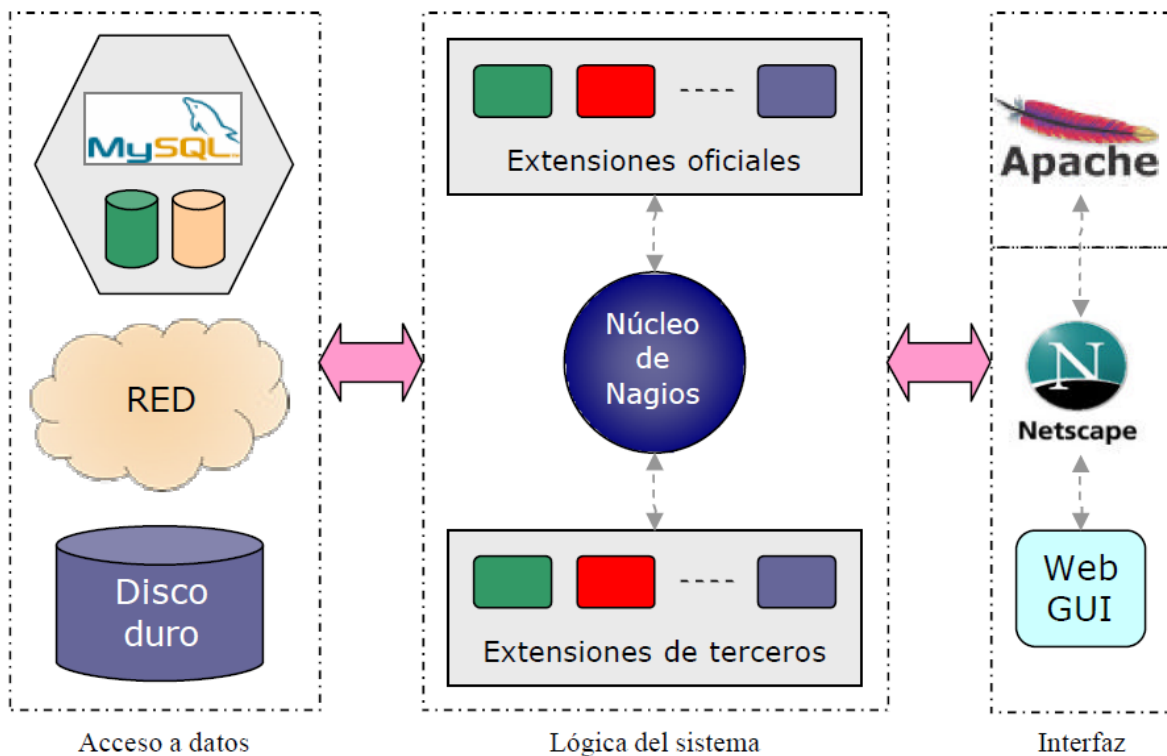 MySQL
RED
Disco
duro
Acceso a datos
Extensiones oficiales
Núcleo
de
Nagios
Extensiones de terceros
Lógica del sistema
Apache
N
Netscape
Web
GUI
Interfaz